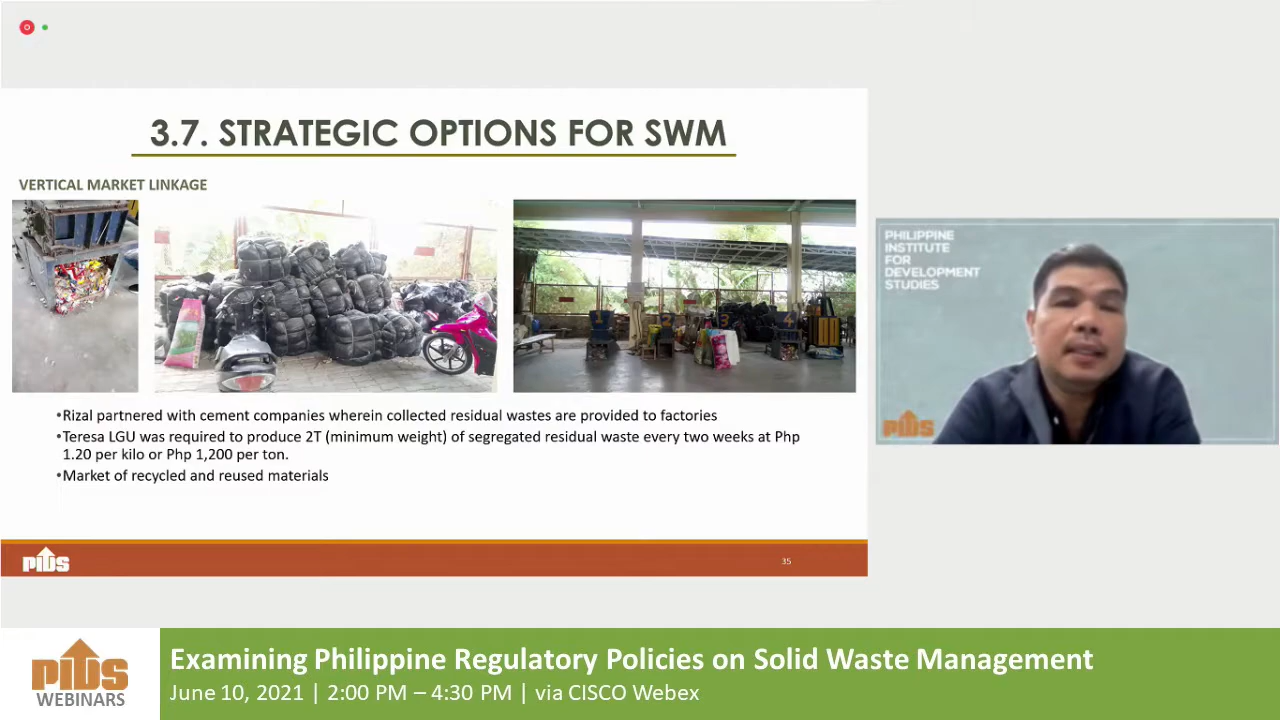 3.7. STRATEGIC OPTIONS FOR SWM
VERTICAL MARKET LINKAGE
•Rizal partnered with cement companies wherein collected residual wastes are provided to factories
•Teresa LGU was required to produce 2T (minimum weight) of segregated residual waste every two weeks at Php
1.20 per kilo or Php 1,200 per ton.
•Market of recycled and reused materials
PIDS
35
PHILIPPINE
INSTITUTE
FOR
DEVELOPMENT
STUDIES
PIDS
PIDS
WEBINARS
Examining Philippine Regulatory Policies on Solid Waste Management
June 10, 2021 | 2:00 PM – 4:30 PM | via CISCO Webex